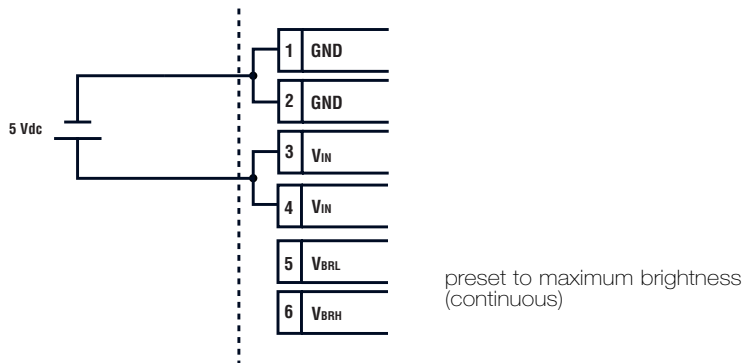 1 GND
2 GND
5 Vdc
3 VIN
4 VIN
5 VBRL
6 VBRH
preset to maximum brightness
(continuous)